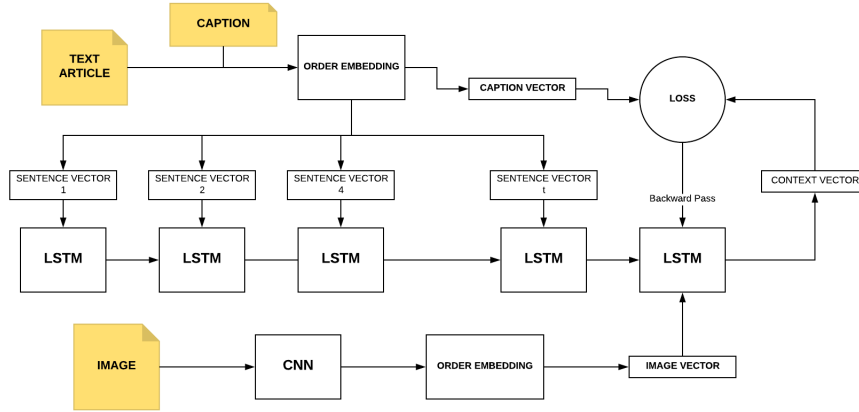 CAPTION
TEXT
ARTICLE
ORDER EMBEDDING
CAPTION VECTOR
LOSS
SENTENCE VECTOR
1
SENTENCE VECTOR
2
SENTENCE VECTOR
4
SENTENCE VECTOR
t
Backward Pass
CONTEXT VECTOR
LSTM
LSTM
LSTM
LSTM
LSTM
IMAGE
CNN
ORDER EMBEDDING
IMAGE VECTOR